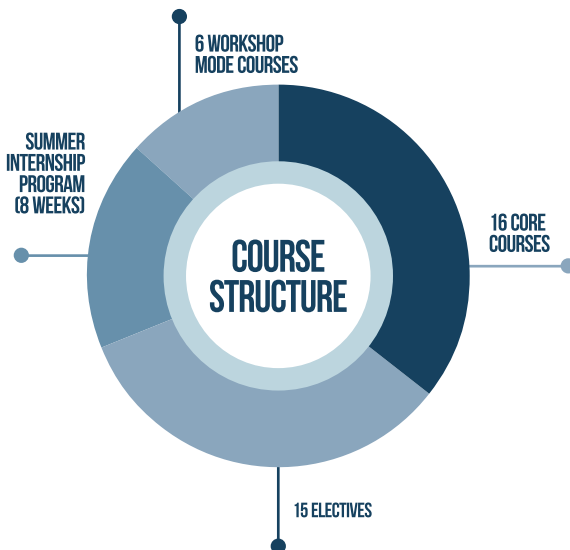 6 WORKSHOP
MODE COURSES
SUMMER
INTERNSHIP
PROGRAM
(8 WEEKS)
16 CORE
COURSES
COURSE
STRUCTURE
15 ELECTIVES